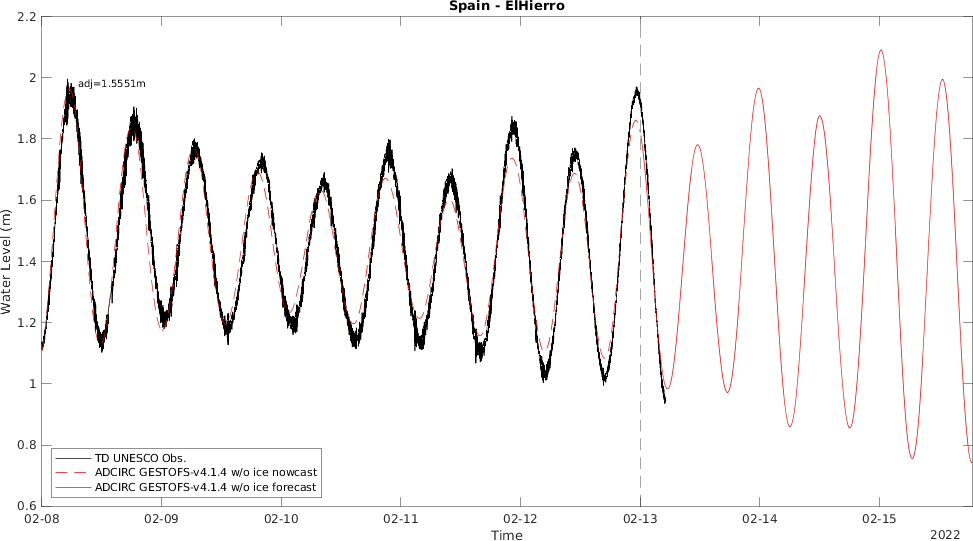 Spain - ElHierro
2.2
2
1.8
1.6
1.4
1.2
1
0.8
0.6
Water Level (m)
adj=1.5551m
TD UNESCO Obs.
ADCIRC GESTOFS-v4.1.4 w/o ice nowcast
ADCIRC GESTOFS-v4.1.4 w/o ice forecast
02-08 02-09 02-10 02-11 02-12 02-13 02-14 02-15
Time
2022